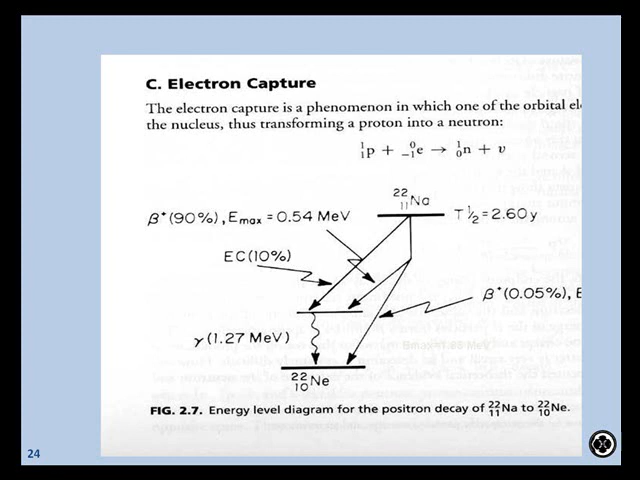 C. Electron Capture
The electron capture is a phenomenon in which one of the orbital
the nucleus, thus transforming a proton into a neutron:
¹₁p + ⁰₋₁e → ¹₀n + ν
²²₁₁Na
β⁺(90%), Emax = 0.54 MeV
T½ = 2.60 y
EC(10%)
β⁺(0.05%), E
γ (1.27 MeV)
²²₁₀Ne
FIG. 2.7. Energy level diagram for the positron decay of ²²₁₁Na to ²²₁₀Ne.
24